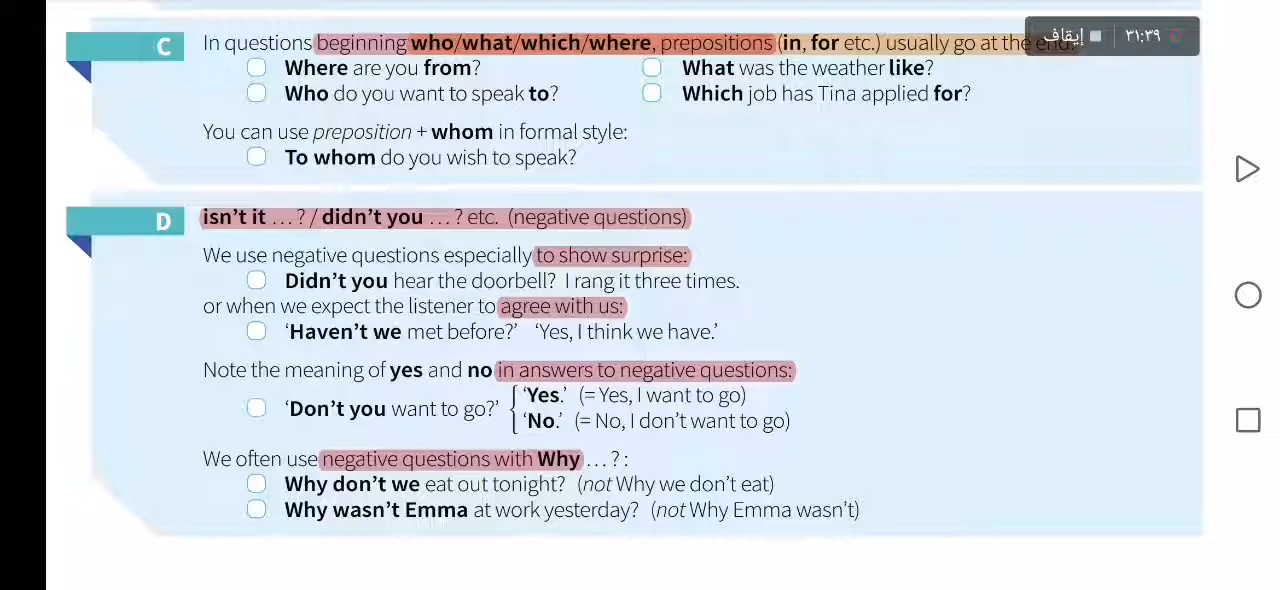 C
In questions beginning who/what/which/where, prepositions (in, for etc.) usually go at the end:
إيقاف ٣١:٣٩
Where are you from? What was the weather like?
Who do you want to speak to? Which job has Tina applied for?
You can use preposition + whom in formal style:
To whom do you wish to speak?
D
isn't it … ? / didn't you … ? etc. (negative questions)
We use negative questions especially to show surprise:
Didn't you hear the doorbell? I rang it three times.
or when we expect the listener to agree with us:
'Haven't we met before?' 'Yes, I think we have.'
Note the meaning of yes and no in answers to negative questions:
'Don't you want to go?' { 'Yes.' (= Yes, I want to go)
'No.' (= No, I don't want to go)
We often use negative questions with Why … ? :
Why don't we eat out tonight? (not Why we don't eat)
Why wasn't Emma at work yesterday? (not Why Emma wasn't)